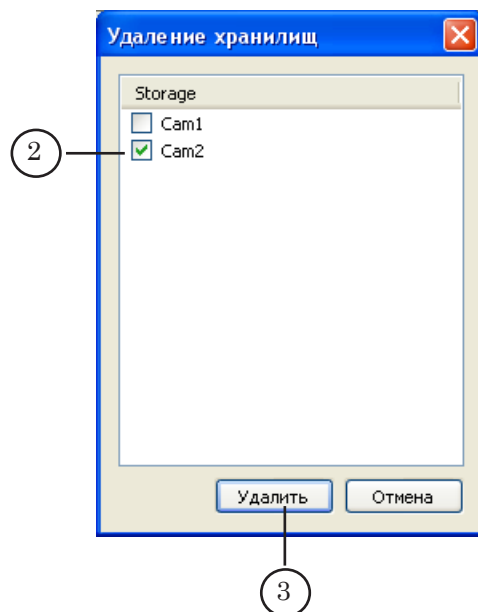 Удаление хранилищ
Storage
Cam1
2
Cam2
Удалить
Отмена
3